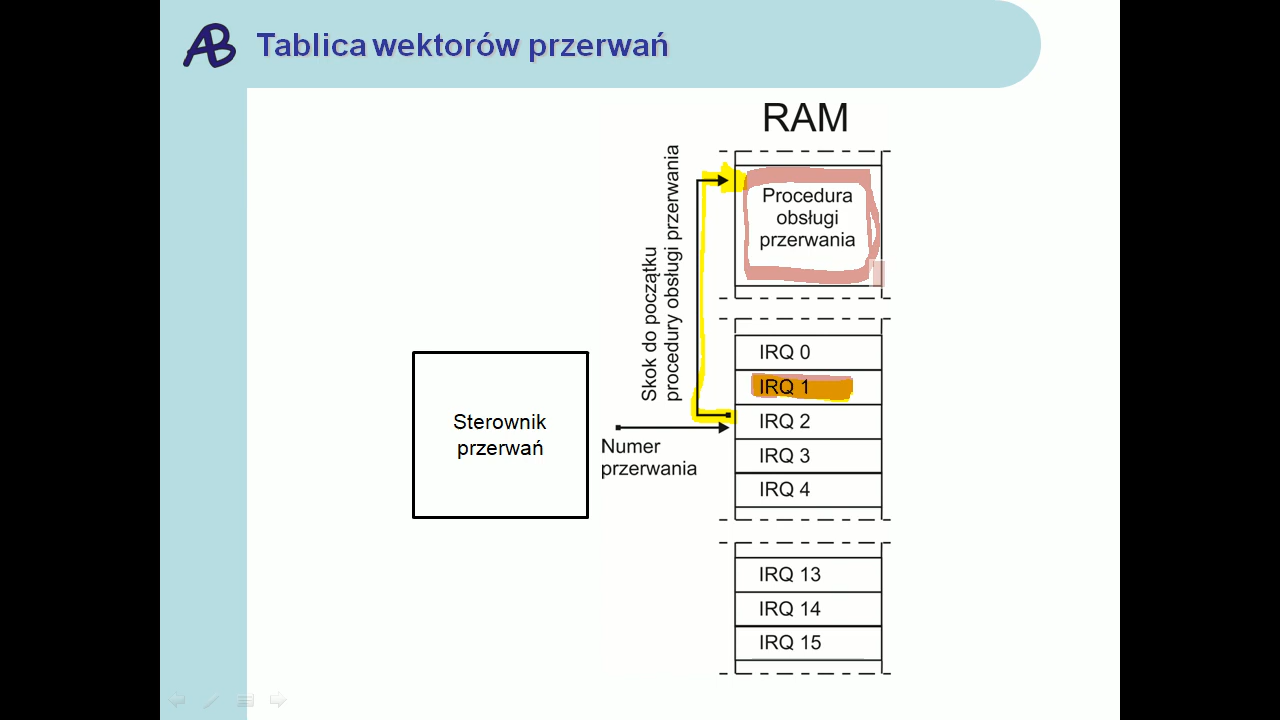 AB
Tablica wektorów przerwań
RAM
Skok do początku
procedury obsługi przerwania
Procedura
obsługi
przerwania
IRQ 0
IRQ 1
IRQ 2
IRQ 3
IRQ 4
Sterownik
przerwań
Numer
przerwania
IRQ 13
IRQ 14
IRQ 15